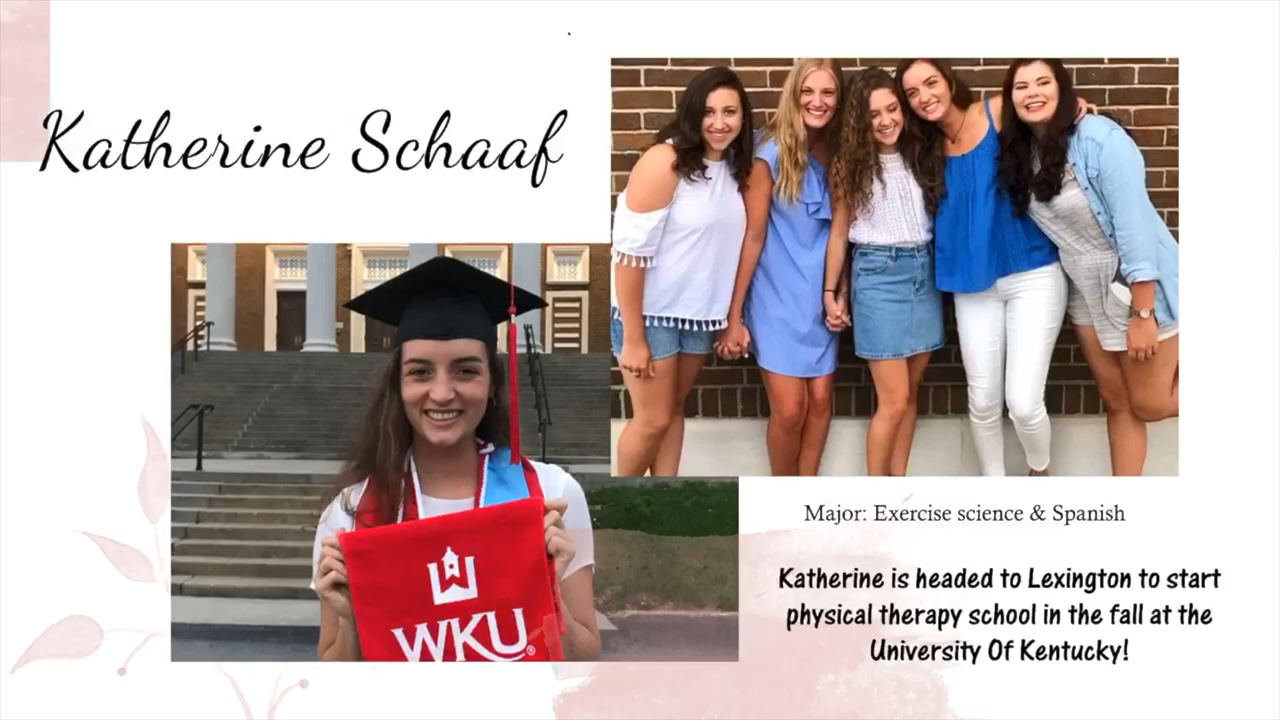 Katherine Schaaf
WKU®
Major: Exercise science & Spanish
Katherine is headed to Lexington to start
physical therapy school in the fall at the
University Of Kentucky!